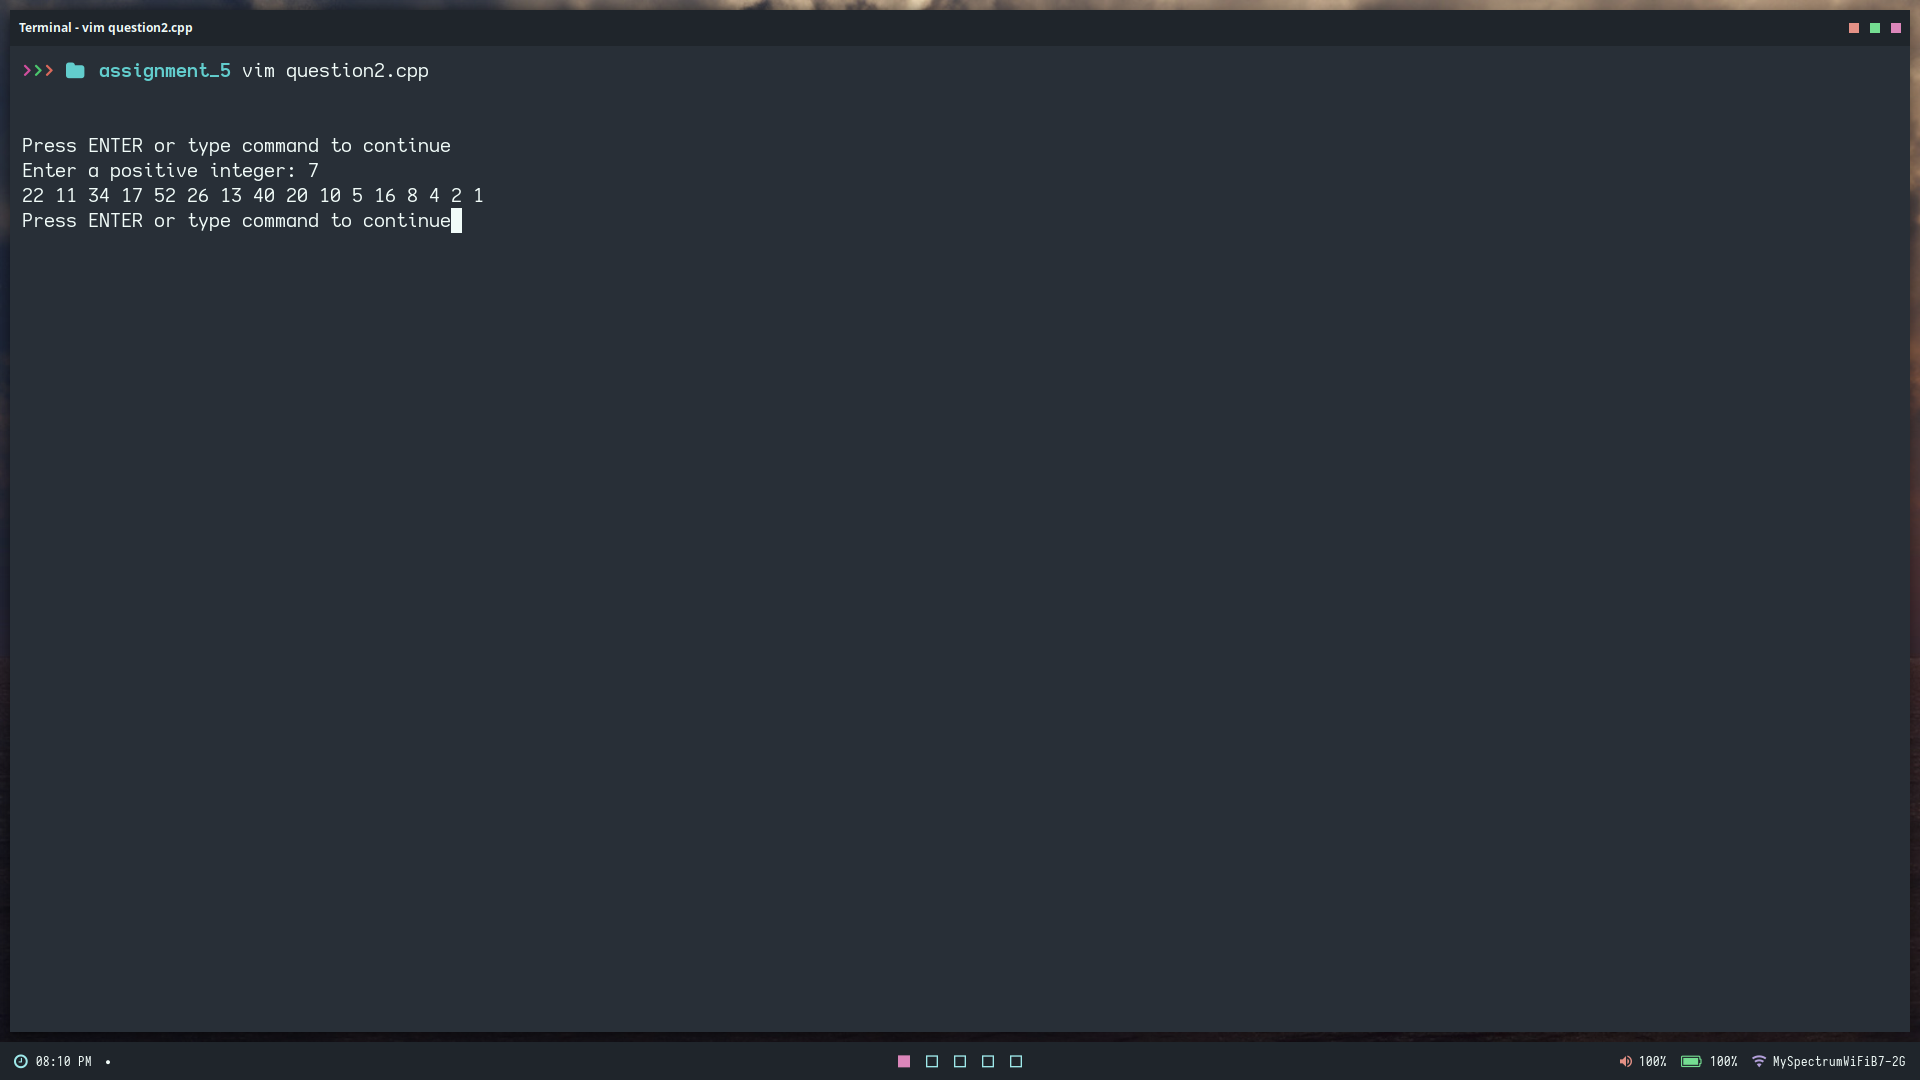 Terminal - vim question2.cpp
>>> assignment_5 vim question2.cpp
Press ENTER or type command to continue
Enter a positive integer: 7
22 11 34 17 52 26 13 40 20 10 5 16 8 4 2 1
Press ENTER or type command to continue
08:10 PM •
100% 100% MySpectrumWiFiB7-2G